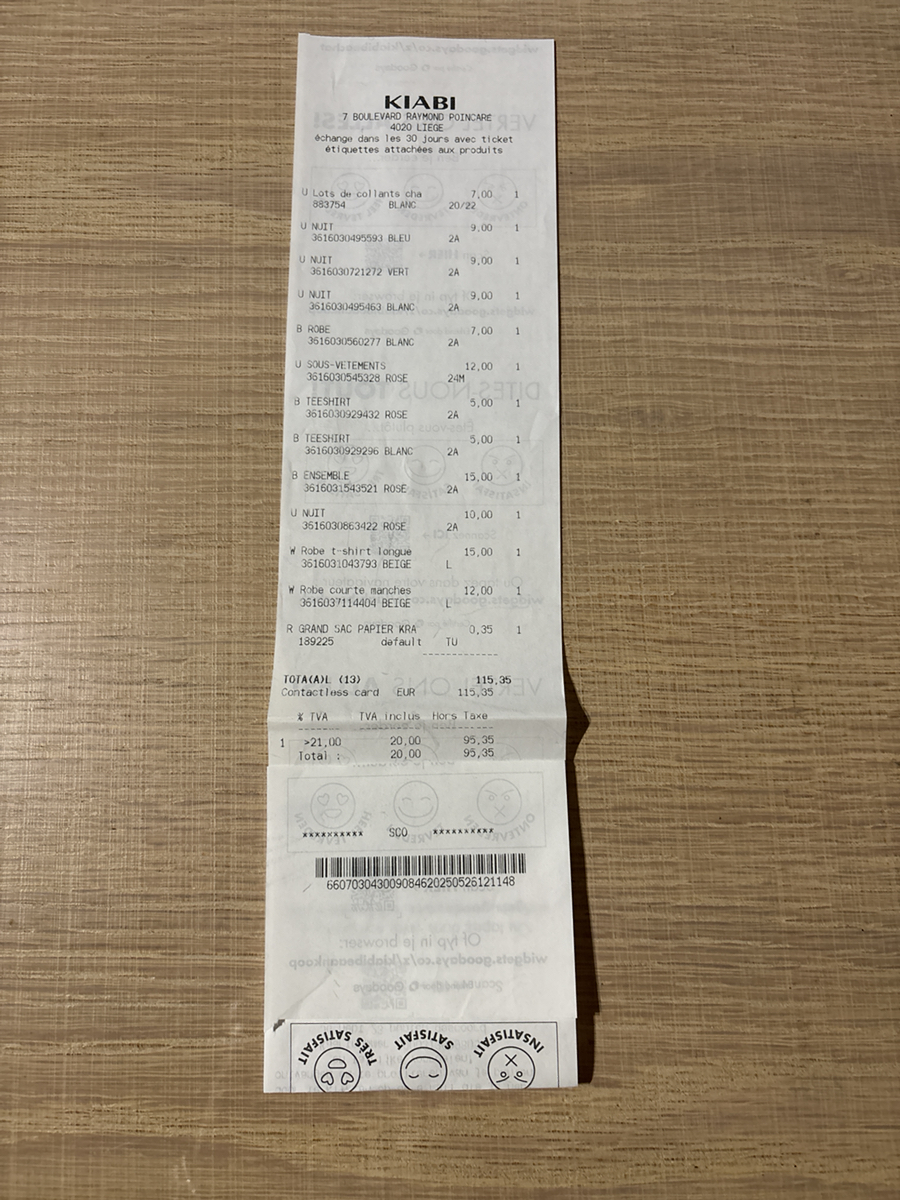 KIABI
7 BOULEVARD RAYMOND POINCARE
4020 LIEGE
échange dans les 30 jours avec ticket
étiquettes attachées aux produits
U Lots de collants cha 7,00 1
883754 BLANC 20/22
U NUIT 9,00 1
3616030495593 BLEU 2A
U NUIT 9,00 1
3616030721272 VERT 2A
U NUIT 9,00 1
3616030495463 BLANC 2A
B ROBE 7,00 1
3616030560277 BLANC 2A
U SOUS-VETEMENTS 12,00 1
3616030545328 ROSE 24M
B TEESHIRT 5,00 1
3616030929432 ROSE 2A
B TEESHIRT 5,00 1
3616030929296 BLANC 2A
B ENSEMBLE 15,00 1
3616031543521 ROSE 2A
U NUIT 10,00 1
3616030863422 ROSE 2A
W Robe t-shirt longue 15,00 1
3616031043793 BEIGE L
W Robe courte manches 12,00 1
3616037114404 BEIGE L
R GRAND SAC PAPIER KRA 0,35 1
189225 default TU
--------------
TOTA(A)L (13) 115,35
Contactless card EUR 115,35
% TVA TVA inclus Hors Taxe
1 >21,00 20,00 95,35
Total : 20,00 95,35
********** SCO **********
66070304300908462025052612114​8
TRÈS SATISFAIT
SATISFAIT
INSATISFAIT